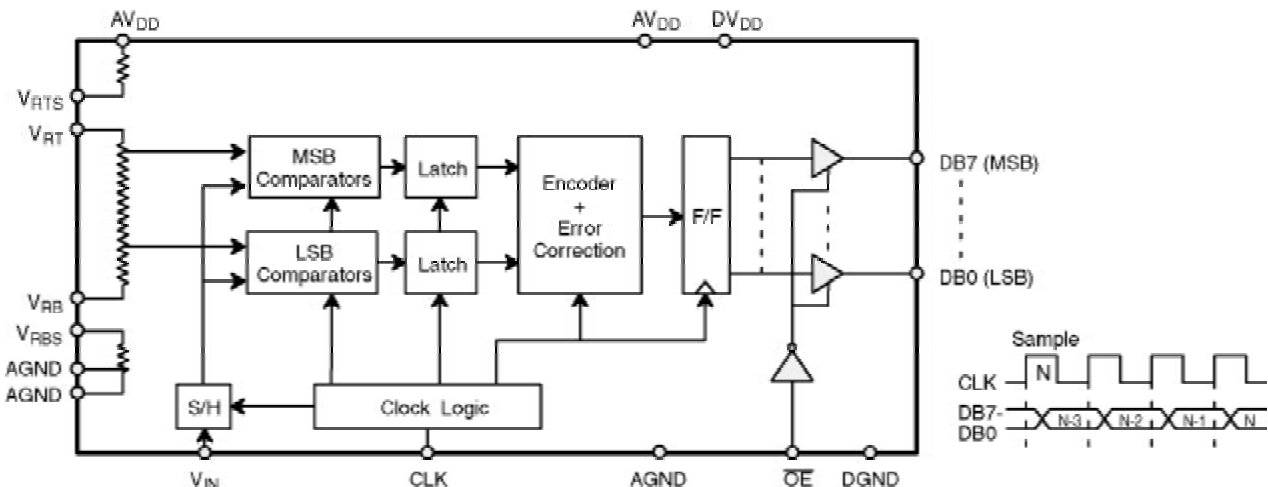 AVDD
AVDD
DVDD
VRTS
VRT
VRB
VRBS
AGND
AGND
MSB
Comparators
Latch
LSB
Comparators
Latch
Encoder
+
Error
Correction
F/F
DB7 (MSB)
DB0 (LSB)
S/H
Clock Logic
VIN
CLK
AGND
OE
DGND
Sample
CLK
N
DB7-
DB0
N-3
N-2
N-1
N